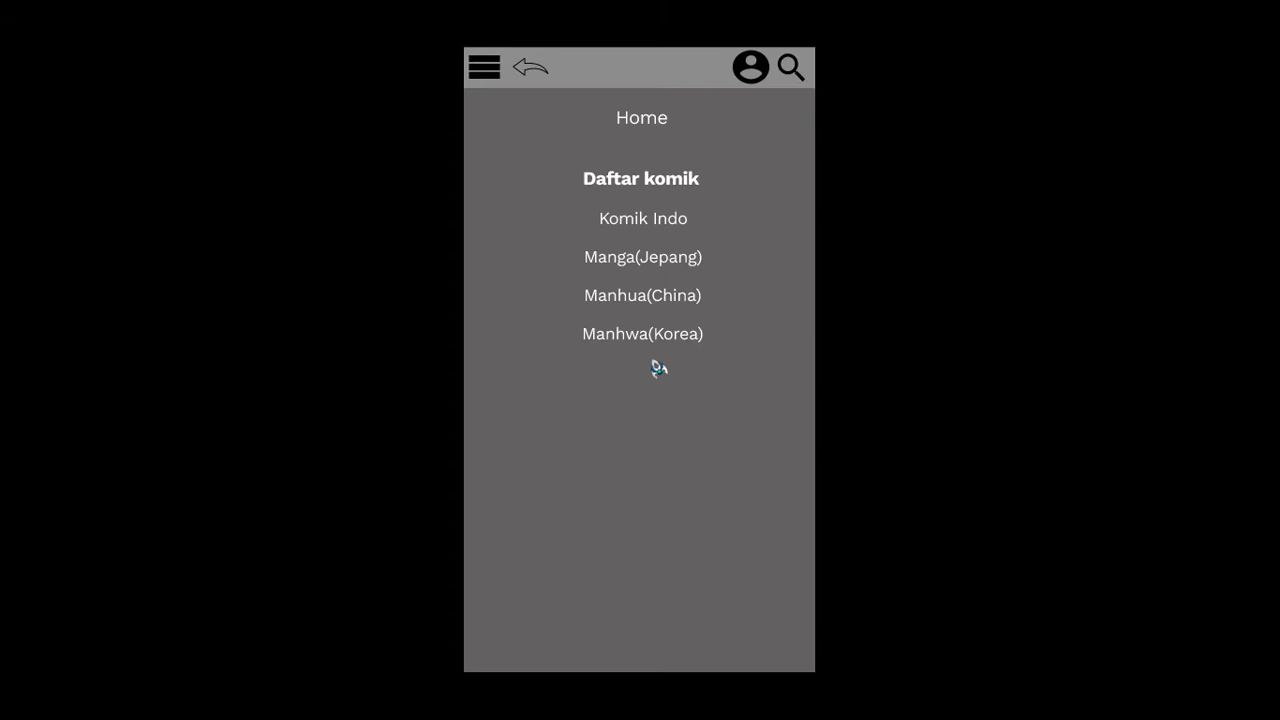 Home
Daftar komik
Komik Indo
Manga(Jepang)
Manhua(China)
Manhwa(Korea)